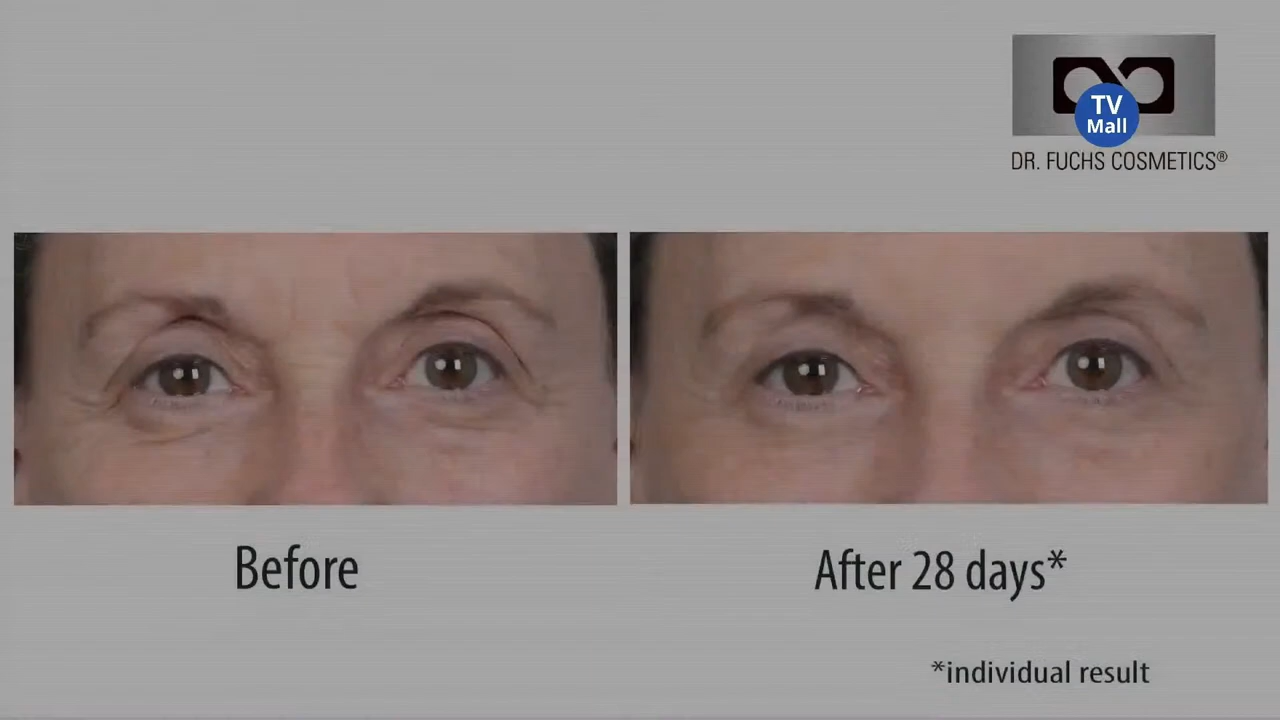 TV
Mall
DR. FUCHS COSMETICS®
Before
After 28 days*
*individual result